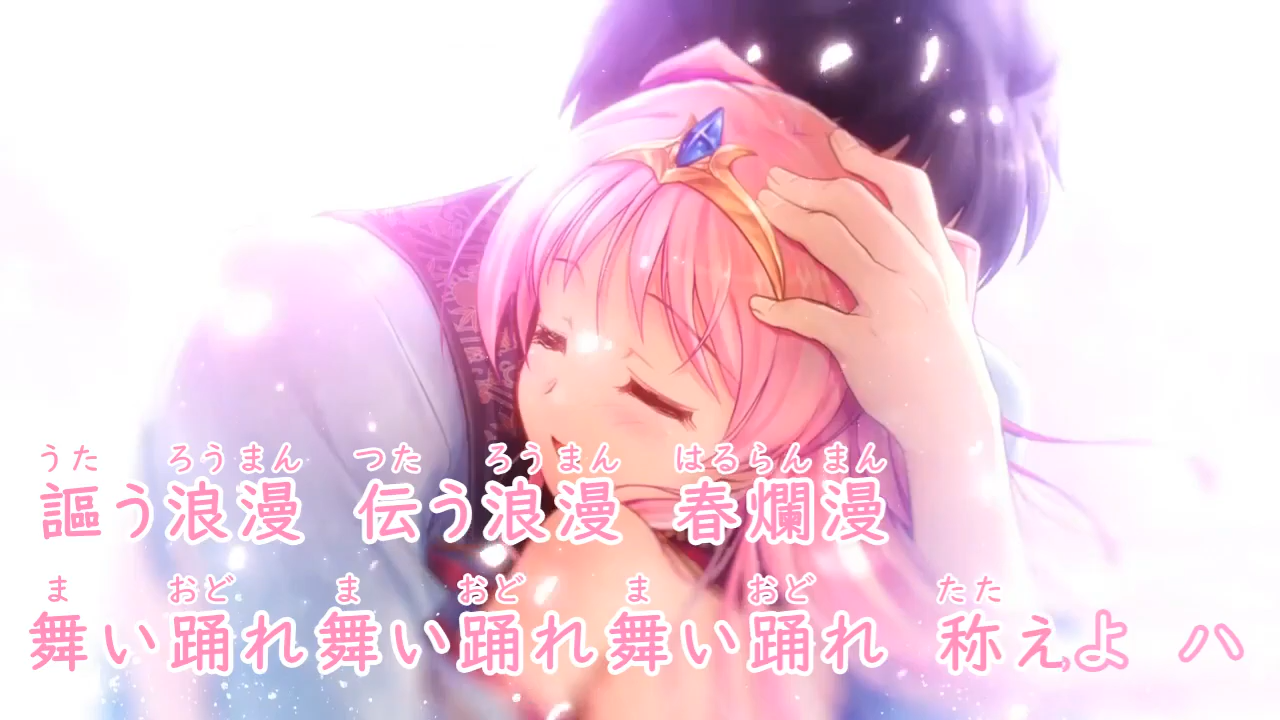 うた ろうまん つた ろうまん はるらんまん
謳う浪漫 伝う浪漫 春爛漫
ま おど ま おど ま おど たた
舞い踊れ舞い踊れ舞い踊れ 称えよ ハ